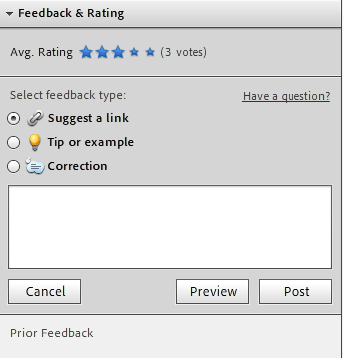 Feedback & Rating
Avg. Rating (3 votes)
Select feedback type: Have a question?
Suggest a link
Tip or example
Correction
Cancel Preview Post
Prior Feedback